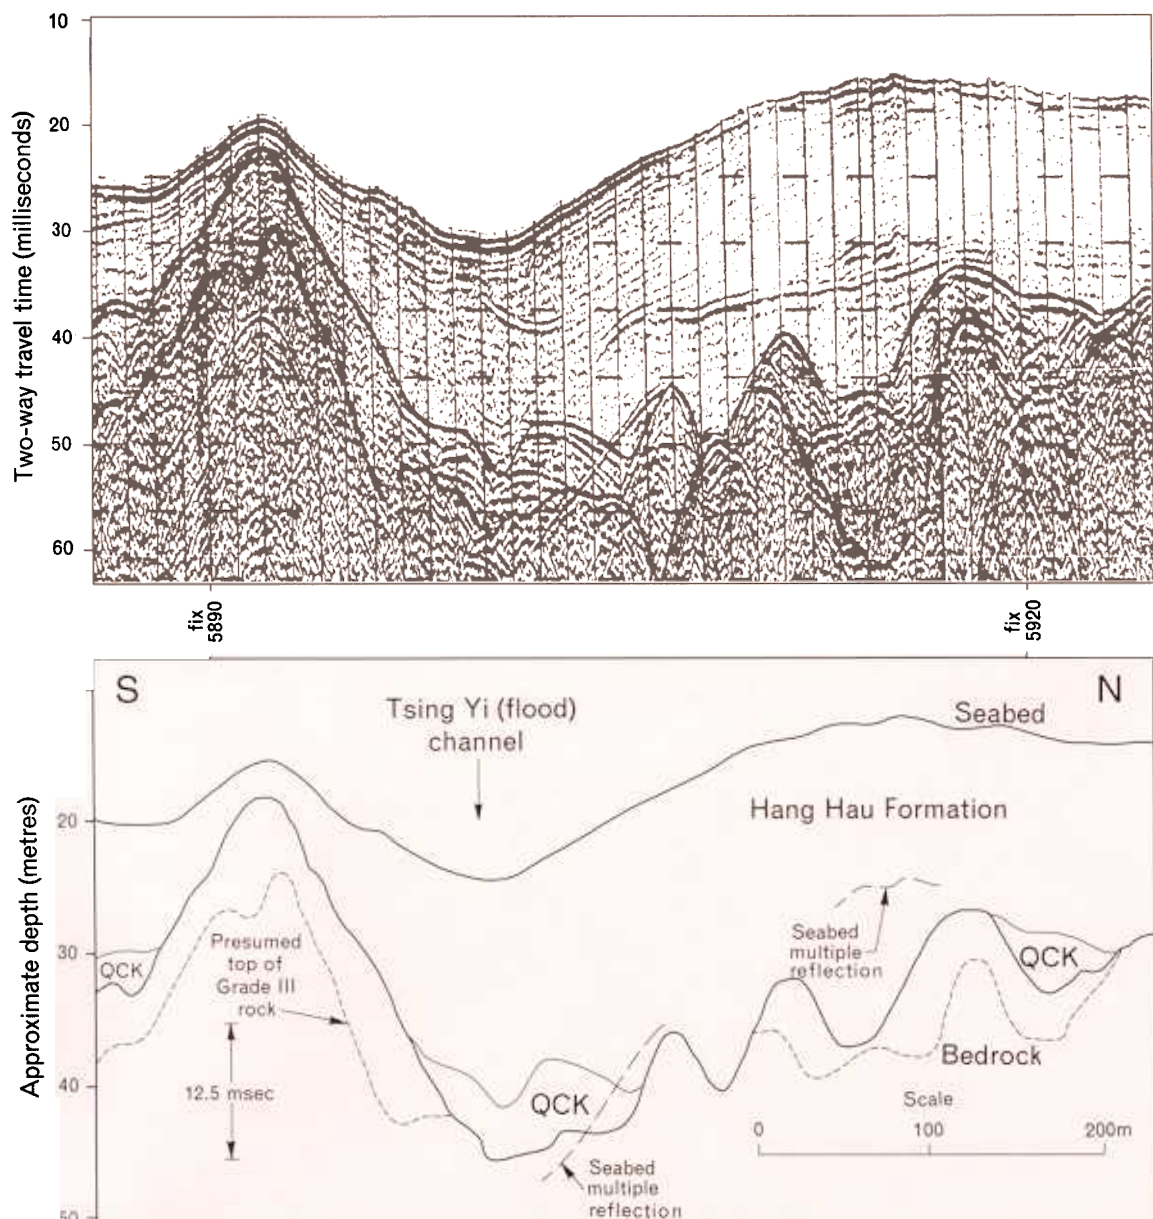 10
20
30
40
50
60
Two-way travel time (milliseconds)
fix
5890
fix
5920
S
N
Tsing Yi (flood)
channel
Seabed
Hang Hau Formation
20
30
40
50
Approximate depth (metres)
QCK
Presumed
top of
Grade III
rock
12.5 msec
Seabed
multiple
reflection
QCK
Bedrock
QCK
Seabed
multiple
reflection
Scale
0
100
200m